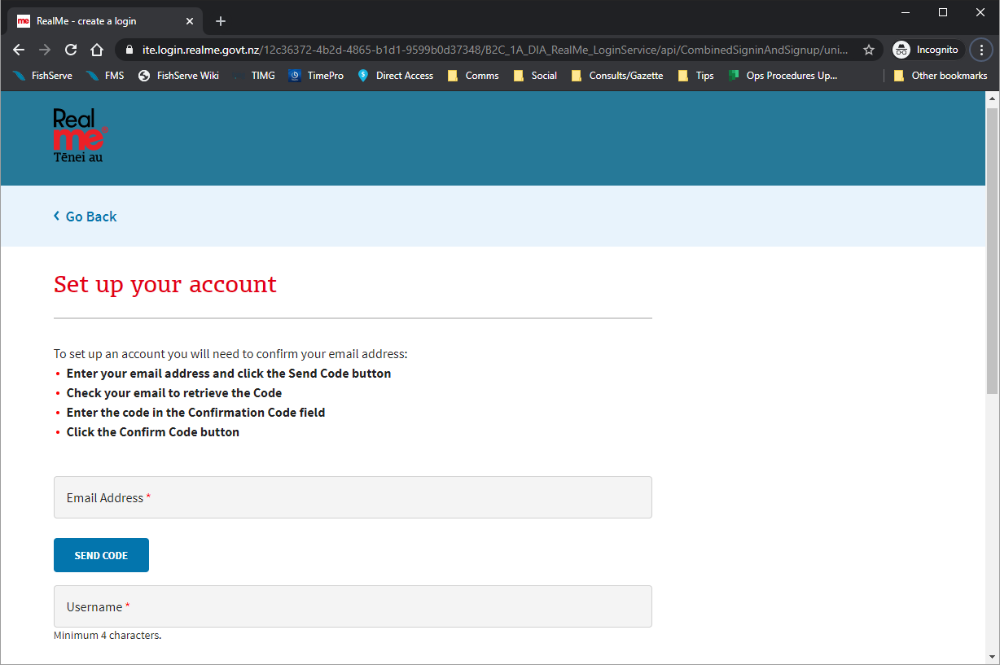 me RealMe - create a login
ite.login.realme.govt.nz/12c36372-4b2d-4865-b1d1-9599b0d37348/B2C_1A_DIA_RealMe_LoginService/api/CombinedSigninAndSignup/uni... Incognito
FishServe FMS FishServe Wiki TIMG TimePro Direct Access Comms Social Consults/Gazette Tips Ops Procedures Up... Other bookmarks
Real
me®
Tēnei au
Go Back
Set up your account
To set up an account you will need to confirm your email address:
• Enter your email address and click the Send Code button
• Check your email to retrieve the Code
• Enter the code in the Confirmation Code field
• Click the Confirm Code button
Email Address *
SEND CODE
Username *
Minimum 4 characters.